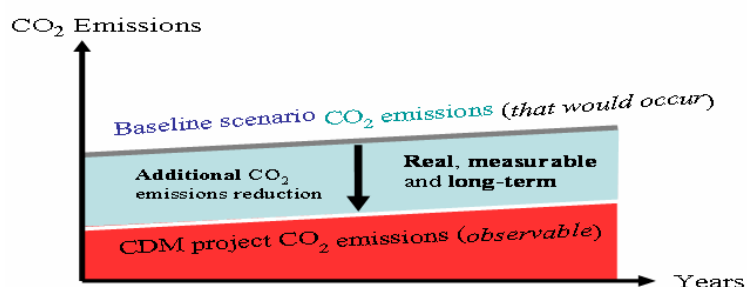 CO₂ Emissions
Baseline scenario CO₂ emissions (that would occur)
Additional CO₂
emissions reduction
Real, measurable
and long-term
CDM project CO₂ emissions (observable)
Years